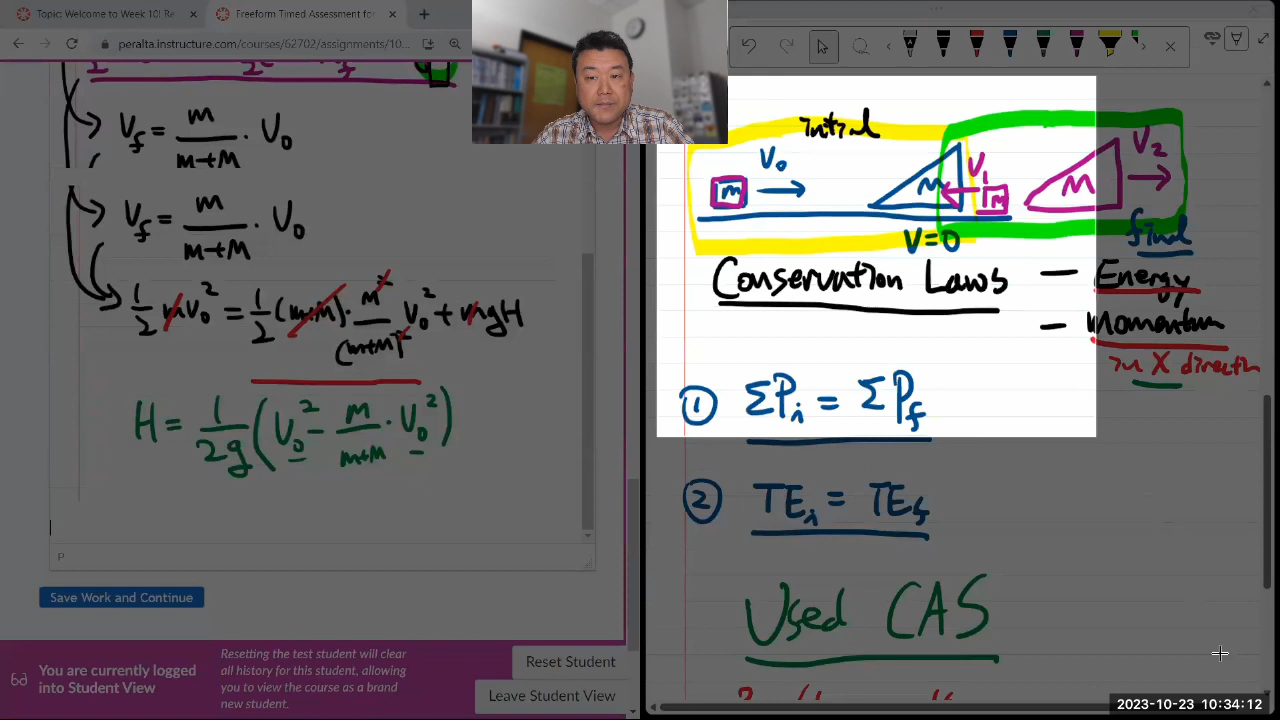 Topic: Welcome to Week 10! Re
Freeform Timed Assessment for
peralta.instructure.com/courses/62702/assignments/10...
V_f = m/(m+M) · V_0
V_f = m/(m+M) · V_0
1/2 m V_0^2 = 1/2 (m+M) · m^2/(m+M)^2 V_0^2 + mgH
H = 1/2g (V_0^2 - m/(m+M) · V_0^2)
P
Save Work and Continue
You are currently logged into Student View
Resetting the test student will clear
all history for this student, allowing
you to view the course as a brand
new student.
Reset Student
Leave Student View
initial
m V_0
M V=0
V_1 m
M V_2
final
Conservation Laws — Energy
— Momentum
in X direction
① ΣP_i = ΣP_f
② TE_i = TE_f
Used CAS
2023-10-23 10:34:12